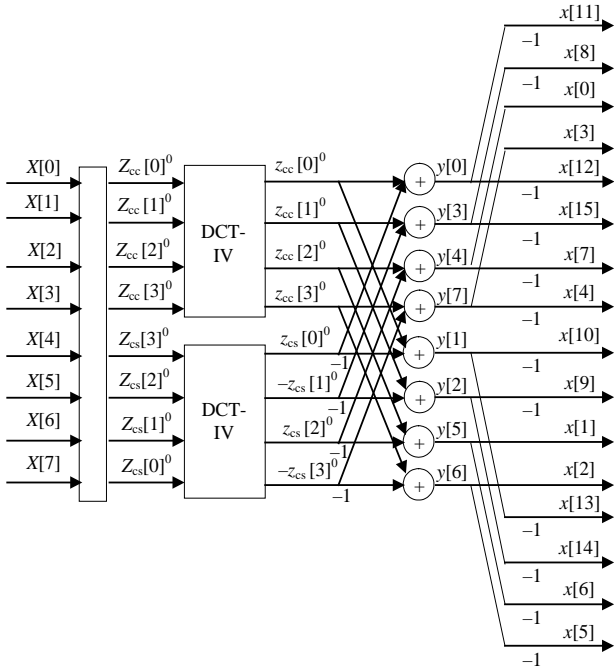 x[11]
–1
x[8]
–1
x[0]
x[3]
X[0]
Z_cc[0]^0
z_cc[0]^0
+
y[0]
x[12]
–1
X[1]
Z_cc[1]^0
z_cc[1]^0
+
y[3]
x[15]
–1
DCT-
IV
X[2]
Z_cc[2]^0
z_cc[2]^0
+
y[4]
x[7]
–1
X[3]
Z_cc[3]^0
z_cc[3]^0
+
y[7]
x[4]
–1
X[4]
Z_cs[3]^0
z_cs[0]^0
–1
+
y[1]
x[10]
–1
X[5]
Z_cs[2]^0
–z_cs[1]^0
–1
+
y[2]
x[9]
–1
DCT-
IV
X[6]
Z_cs[1]^0
z_cs[2]^0
–1
+
y[5]
x[1]
X[7]
Z_cs[0]^0
–z_cs[3]^0
–1
+
y[6]
x[2]
x[13]
–1
x[14]
–1
x[6]
–1
x[5]
–1